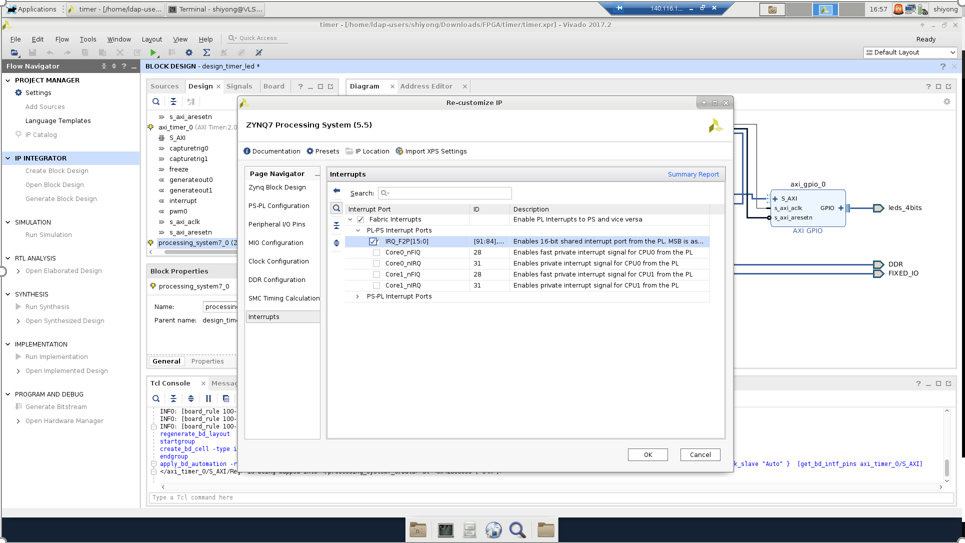 Applications
timer - [/home/ldap-use...
Terminal - shiyong@VLS...
140.116.1...
16:57
shiyong
timer - [/home/ldap-users/shiyong/Downloads/FPGA/timer/timer.xpr] - Vivado 2017.2
File Edit Flow Tools Window Layout View Help
Quick Access
Ready
Default Layout
Flow Navigator
PROJECT MANAGER
Settings
Add Sources
Language Templates
IP Catalog
IP INTEGRATOR
Create Block Design
Open Block Design
Generate Block Design
SIMULATION
Run Simulation
RTL ANALYSIS
Open Elaborated Design
SYNTHESIS
Run Synthesis
Open Synthesized Design
IMPLEMENTATION
Run Implementation
Open Implemented Design
PROGRAM AND DEBUG
Generate Bitstream
Open Hardware Manager
BLOCK DESIGN - design_timer_led *
Sources Design Signals Board
Diagram Address Editor
s_axi_aresetn
axi_timer_0 (AXI Timer:2.0
S_AXI
capturetrig0
capturetrig1
freeze
generateout0
generateout1
interrupt
pwm0
s_axi_aclk
s_axi_aresetn
processing_system7_0 (Z
Block Properties
processing_system7_0
Name: processin
Parent name: design_tim
General Properties
Re-customize IP
ZYNQ7 Processing System (5.5)
Documentation Presets IP Location Import XPS Settings
Page Navigator
Zynq Block Design
PS-PL Configuration
Peripheral I/O Pins
MIO Configuration
Clock Configuration
DDR Configuration
SMC Timing Calculation
Interrupts
Interrupts
Summary Report
Search:
Interrupt Port ID Description
Fabric Interrupts Enable PL Interrupts to PS and vice versa
PL-PS Interrupt Ports
IRQ_F2P[15:0] [91:84],... Enables 16-bit shared interrupt port from the PL. MSB is as...
Core0_nFIQ 28 Enables fast private interrupt signal for CPU0 from the PL
Core0_nIRQ 31 Enables private interrupt signal for CPU0 from the PL
Core1_nFIQ 28 Enables fast private interrupt signal for CPU1 from the PL
Core1_nIRQ 31 Enables private interrupt signal for CPU1 from the PL
PS-PL Interrupt Ports
OK Cancel
axi_gpio_0
S_AXI
s_axi_aclk
s_axi_aresetn
GPIO
AXI GPIO
leds_4bits
DDR
FIXED_IO
Tcl Console Messa
INFO: [board_rule 100-
INFO: [board_rule 100-
INFO: [board_rule 100-
regenerate_bd_layout
startgroup
create_bd_cell -type i
endgroup
apply_bd_automation -r
k_slave "Auto" } [get_bd_intf_pins axi_timer_0/S_AXI]
Type a Tcl command here